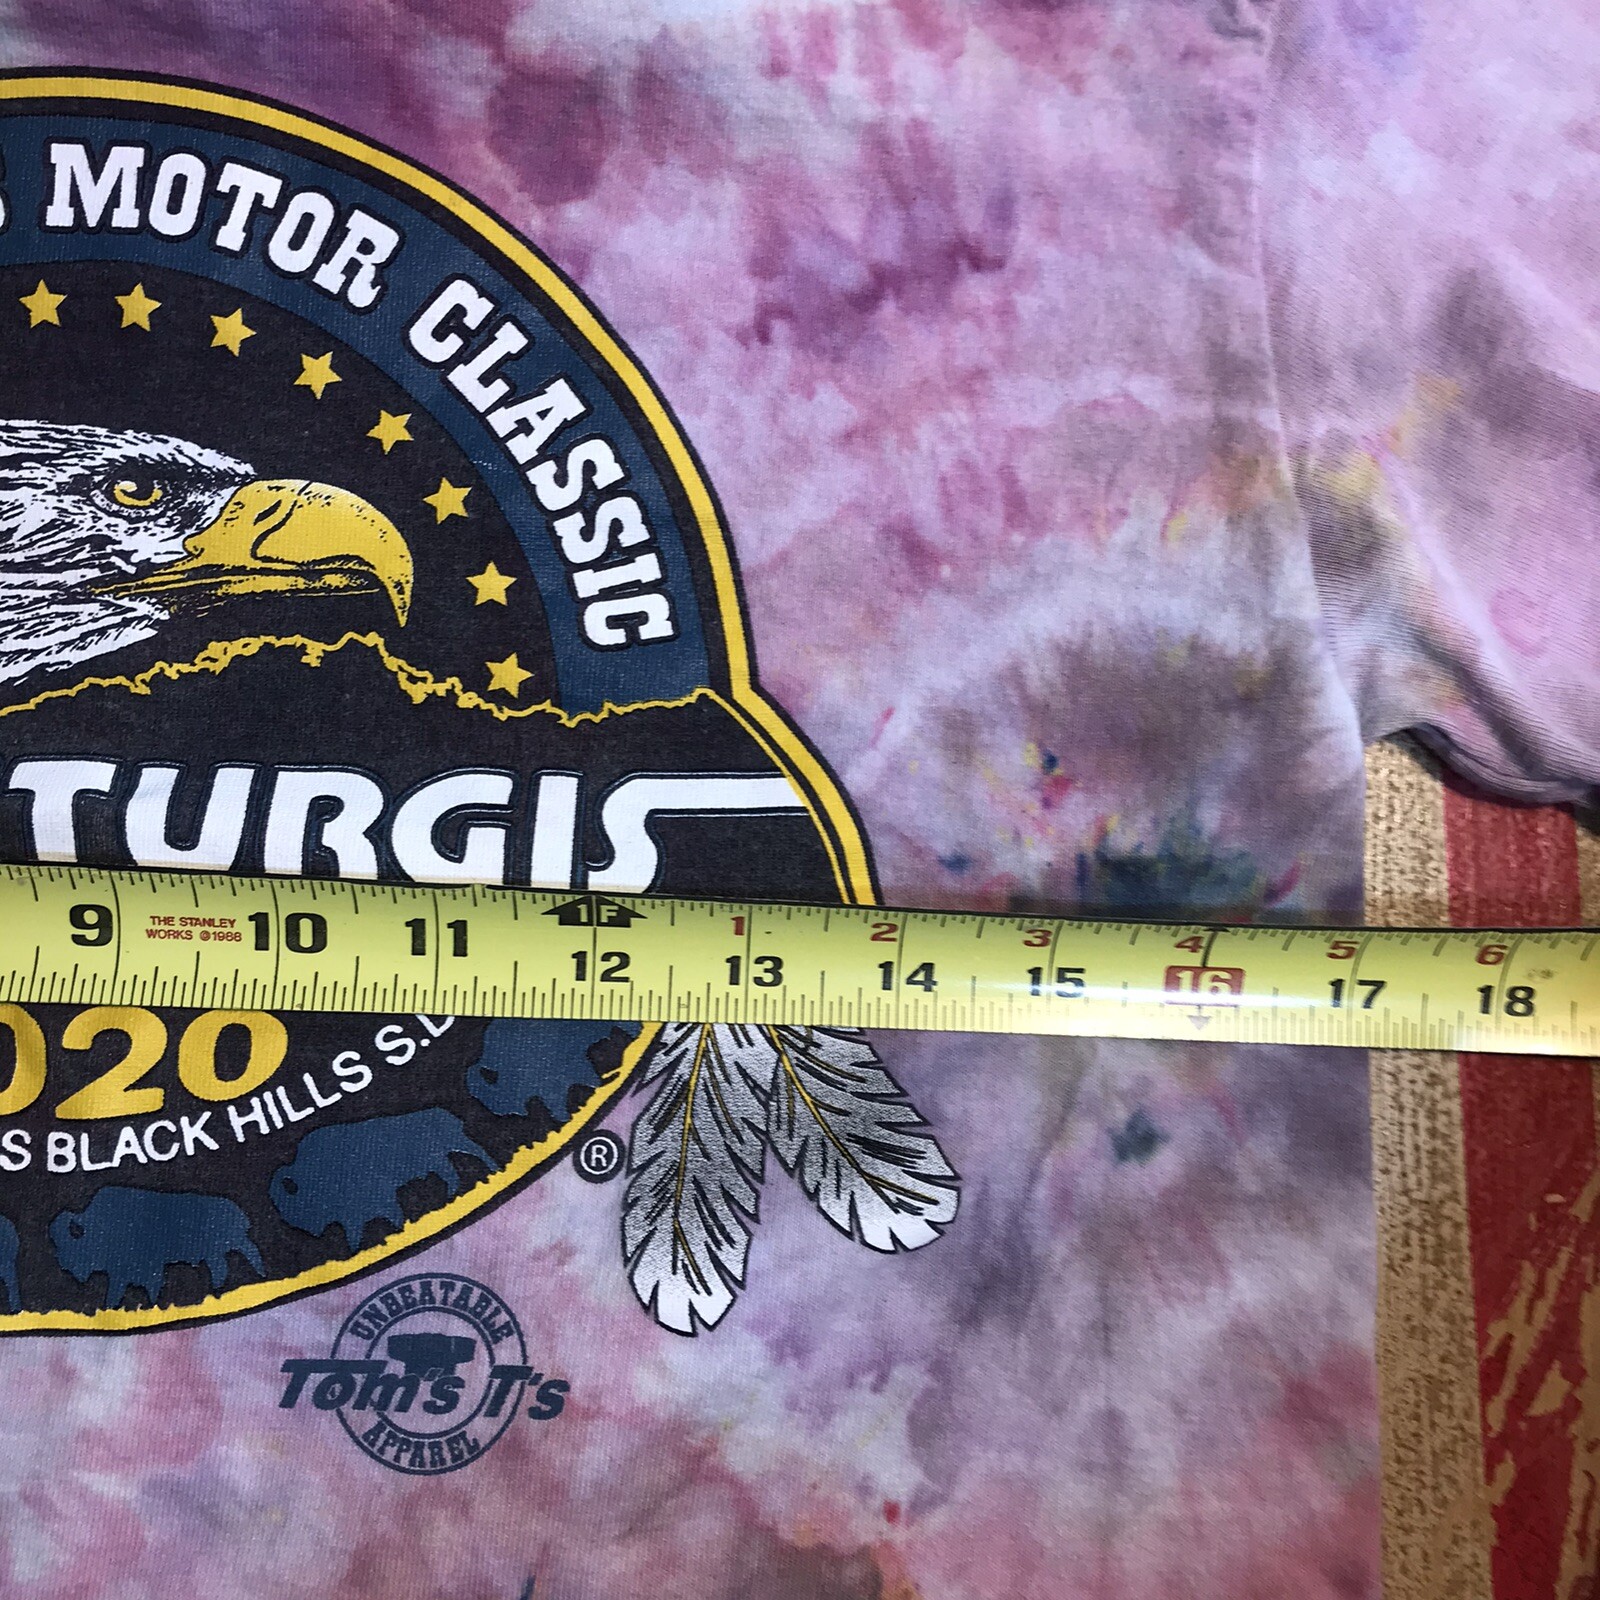 MOTOR CLASSIC
TURGIS
1 2 3 4 5 6
9 THE STANLEY 10 11 1F
WORKS ©1988
12 13 14 15 16 17 18
020
S BLACK HILLS S.D
®
UNBEATABLE
Tom's T's
APPAREL